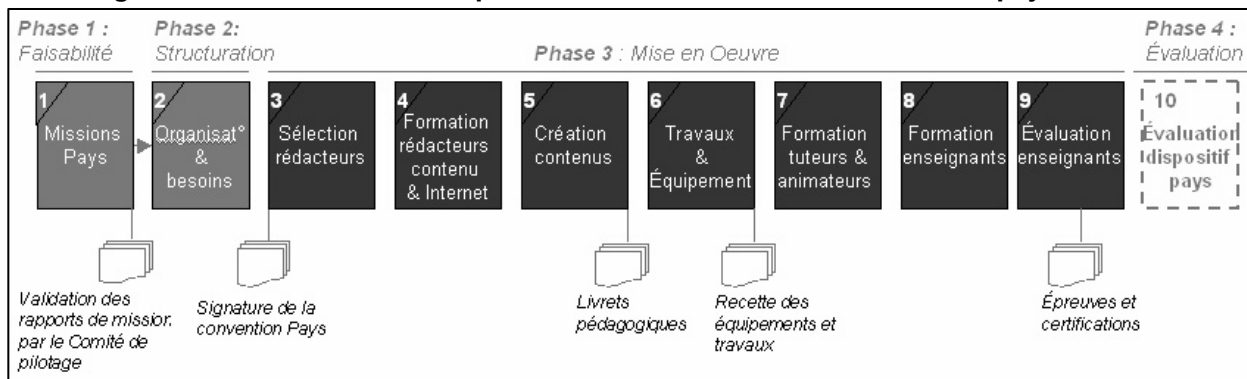 Phase 1 :
Faisabilité
Phase 2:
Structuration
Phase 3 : Mise en Oeuvre
Phase 4 :
Évaluation
1
Missions
Pays
2
Organisat°
&
besoins
3
Sélection
rédacteurs
4
Formation
rédacteurs
contenu
& Internet
5
Création
contenus
6
Travaux
&
Équipement
7
Formation
tuteurs &
animateurs
8
Formation
enseignants
9
Évaluation
enseignants
10
Évaluation
dispositif
pays
Validation des
rapports de mission.
par le Comité de
pilotage
Signature de la
convention Pays
Livrets
pédagogiques
Recette des
équipements et
travaux
Épreuves et
certifications